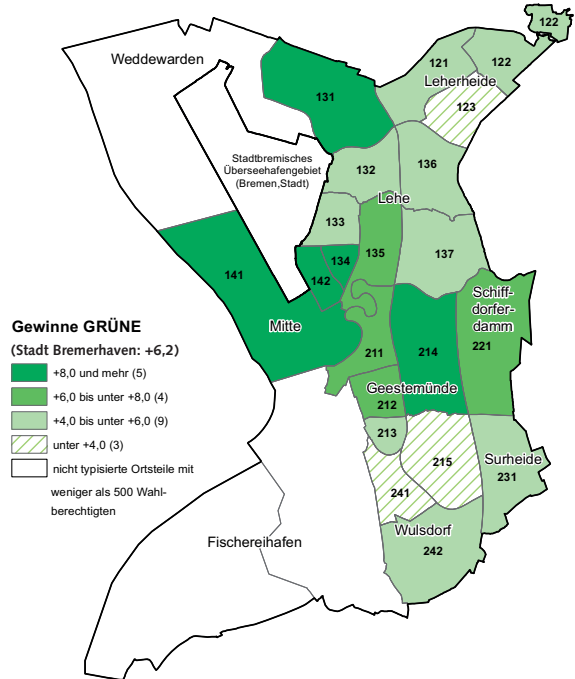 122
Weddewarden
121
122
Leherheide
131
123
Stadtbremisches
Überseehafengebiet
(Bremen,Stadt)
132
136
Lehe
133
135
134
137
141
142
Mitte
Schiff-
dorfer-
damm
221
211
214
Gewinne GRÜNE
(Stadt Bremerhaven: +6,2)
+8,0 und mehr (5)
+6,0 bis unter +8,0 (4)
+4,0 bis unter +6,0 (9)
unter +4,0 (3)
nicht typisierte Ortsteile mit
weniger als 500 Wahl-
berechtigten
Geestemünde
212
213
215
Surheide
231
241
Wulsdorf
242
Fischereihafen